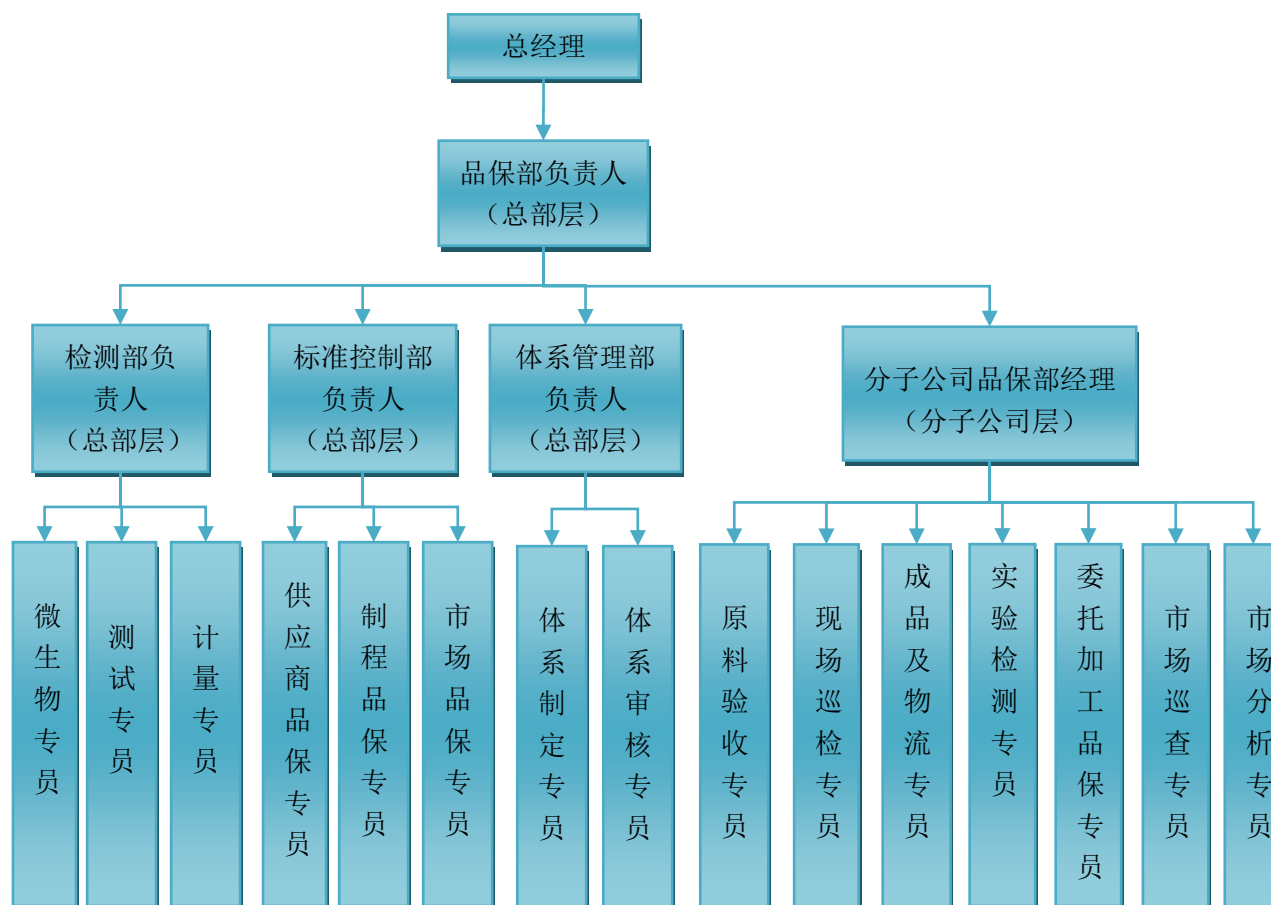 总经理
品保部负责人
（总部层）
检测部负
责人
（总部层）
标准控制部
负责人
（总部层）
体系管理部
负责人
（总部层）
分子公司品保部经理
（分子公司层）
微生物专员
测试专员
计量专员
供应商品保专员
制程品保专员
市场品保专员
体系制定专员
体系审核专员
原料验收专员
现场巡检专员
成品及物流专员
实验检测专员
委托加工品保专员
市场巡查专员
市场分析专员